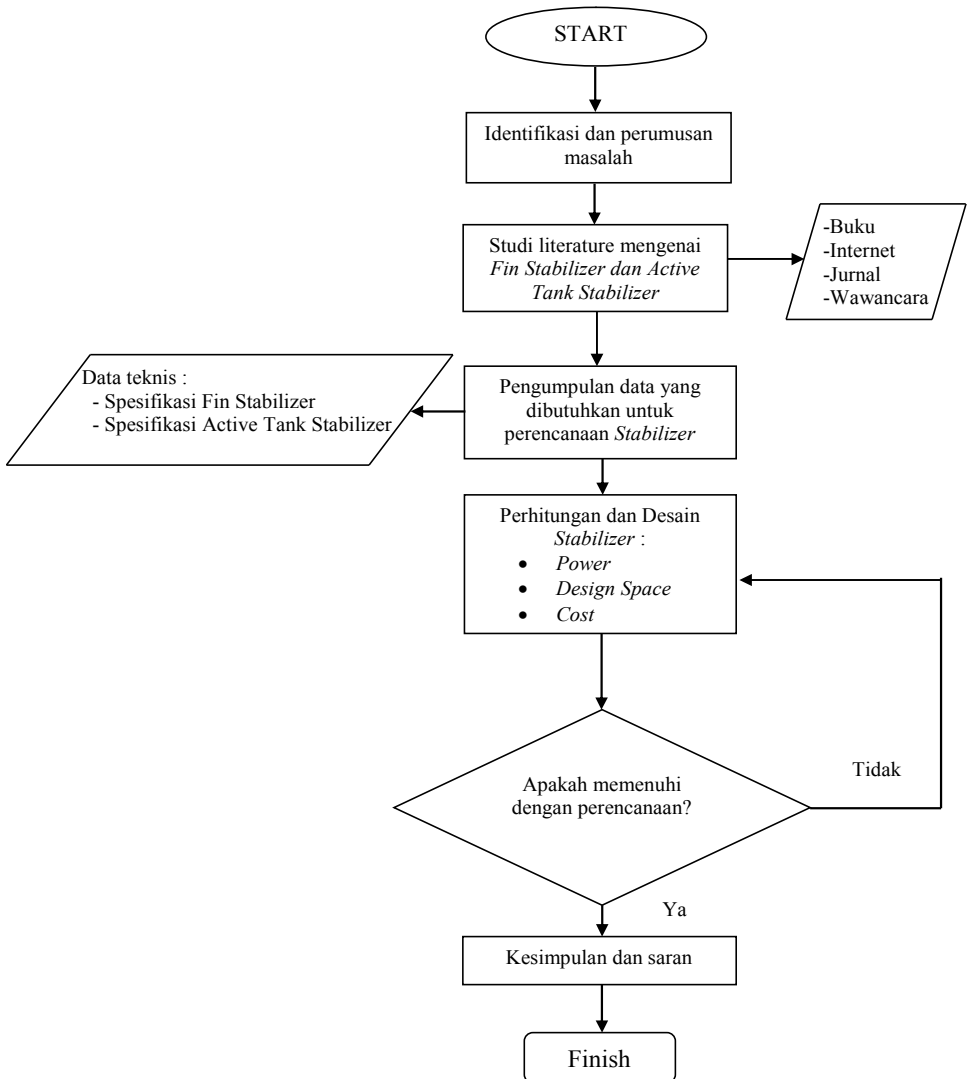 START
Identifikasi dan perumusan
masalah
Studi literature mengenai
Fin Stabilizer dan Active
Tank Stabilizer
-Buku
-Internet
-Jurnal
-Wawancara
Pengumpulan data yang
dibutuhkan untuk
perencanaan Stabilizer
Data teknis :
- Spesifikasi Fin Stabilizer
- Spesifikasi Active Tank Stabilizer
Perhitungan dan Desain
Stabilizer :
• Power
• Design Space
• Cost
Apakah memenuhi
dengan perencanaan?
Tidak
Ya
Kesimpulan dan saran
Finish